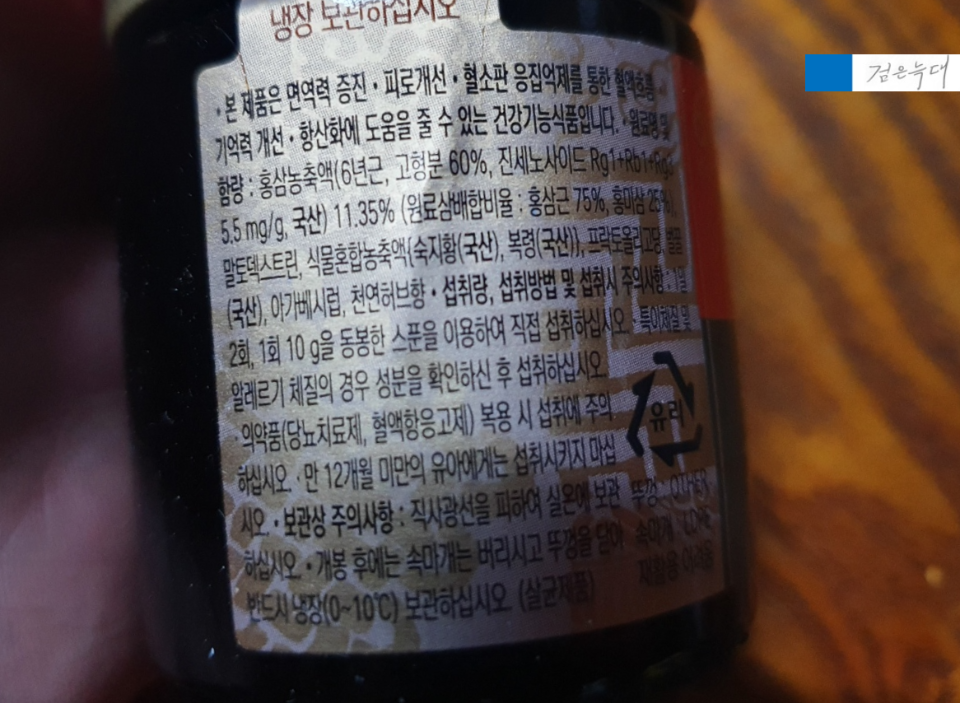 냉장 보관하십시오
검은늑대
• 본 제품은 면역력 증진 • 피로개선 • 혈소판 응집억제를 통한 혈액흐름 •
기억력 개선 • 항산화에 도움을 줄 수 있는 건강기능식품입니다. • 원료명 및
함량 : 홍삼농축액(6년근, 고형분 60%, 진세노사이드 Rg1+Rb1+Rg3
5.5 mg/g, 국산) 11.35% (원료삼배합비율 : 홍삼근 75%, 홍미삼 25%),
말토덱스트린, 식물혼합농축액(숙지황(국산), 복령(국산)), 프락토올리고당, 벌꿀
(국산), 아가베시럽, 천연허브향 • 섭취량, 섭취방법 및 섭취시 주의사항 : 1일
2회, 1회 10 g을 동봉한 스푼을 이용하여 직접 섭취하십시오. · 특이체질 및
알레르기 체질의 경우 성분을 확인하신 후 섭취하십시오.
· 의약품(당뇨치료제, 혈액항응고제) 복용 시 섭취에 주의
하십시오. · 만 12개월 미만의 유아에게는 섭취시키지 마십
시오. • 보관상 주의사항 : 직사광선을 피하여 실온에 보관
하십시오. • 개봉 후에는 속마개는 버리시고 뚜껑을 닫아
반드시 냉장(0~10℃) 보관하십시오. (살균제품)
유리
뚜껑 : OTHER
속마개 : LDPE
재활용 어려움